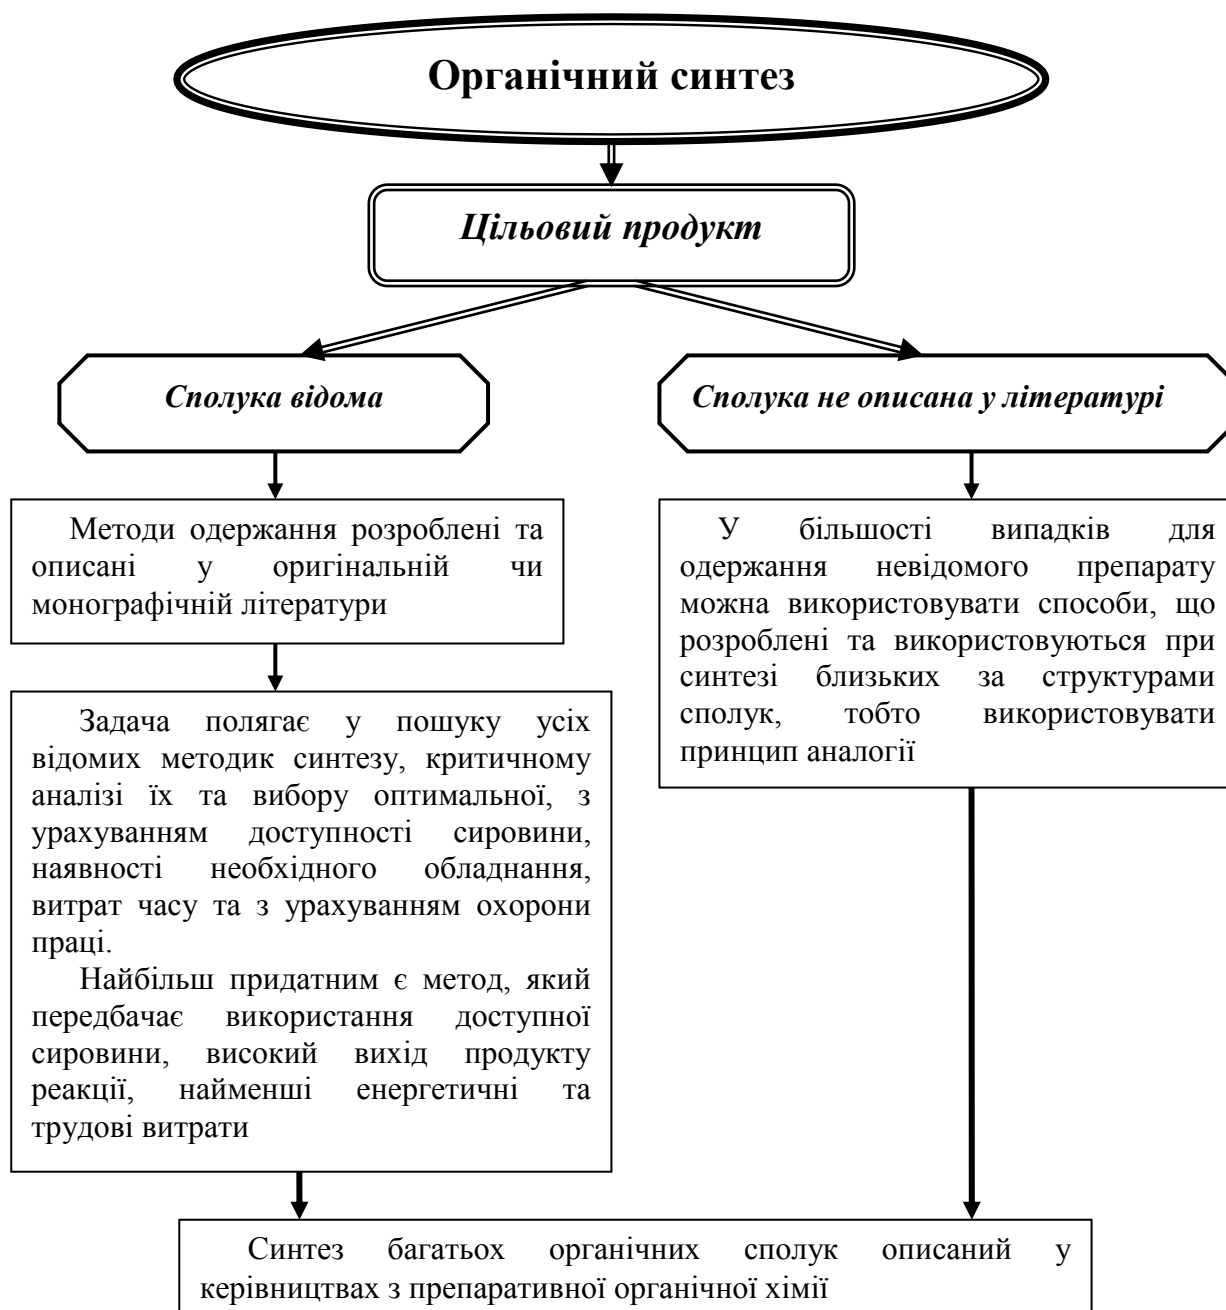 Органічний синтез
Цільовий продукт
Сполука відома
Сполука не описана у літературі
Методи одержання розроблені та
описані у оригінальній чи
монографічній літератури
У більшості випадків для
одержання невідомого препарату
можна використовувати способи, що
розроблені та використовуються при
синтезі близьких за структурами
сполук, тобто використовувати
принцип аналогії
Задача полягає у пошуку усіх
відомих методик синтезу, критичному
аналізі їх та вибору оптимальної, з
урахуванням доступності сировини,
наявності необхідного обладнання,
витрат часу та з урахуванням охорони
праці.
Найбільш придатним є метод, який
передбачає використання доступної
сировини, високий вихід продукту
реакції, найменші енергетичні та
трудові витрати
Синтез багатьох органічних сполук описаний у
керівництвах з препаративної органічної хімії